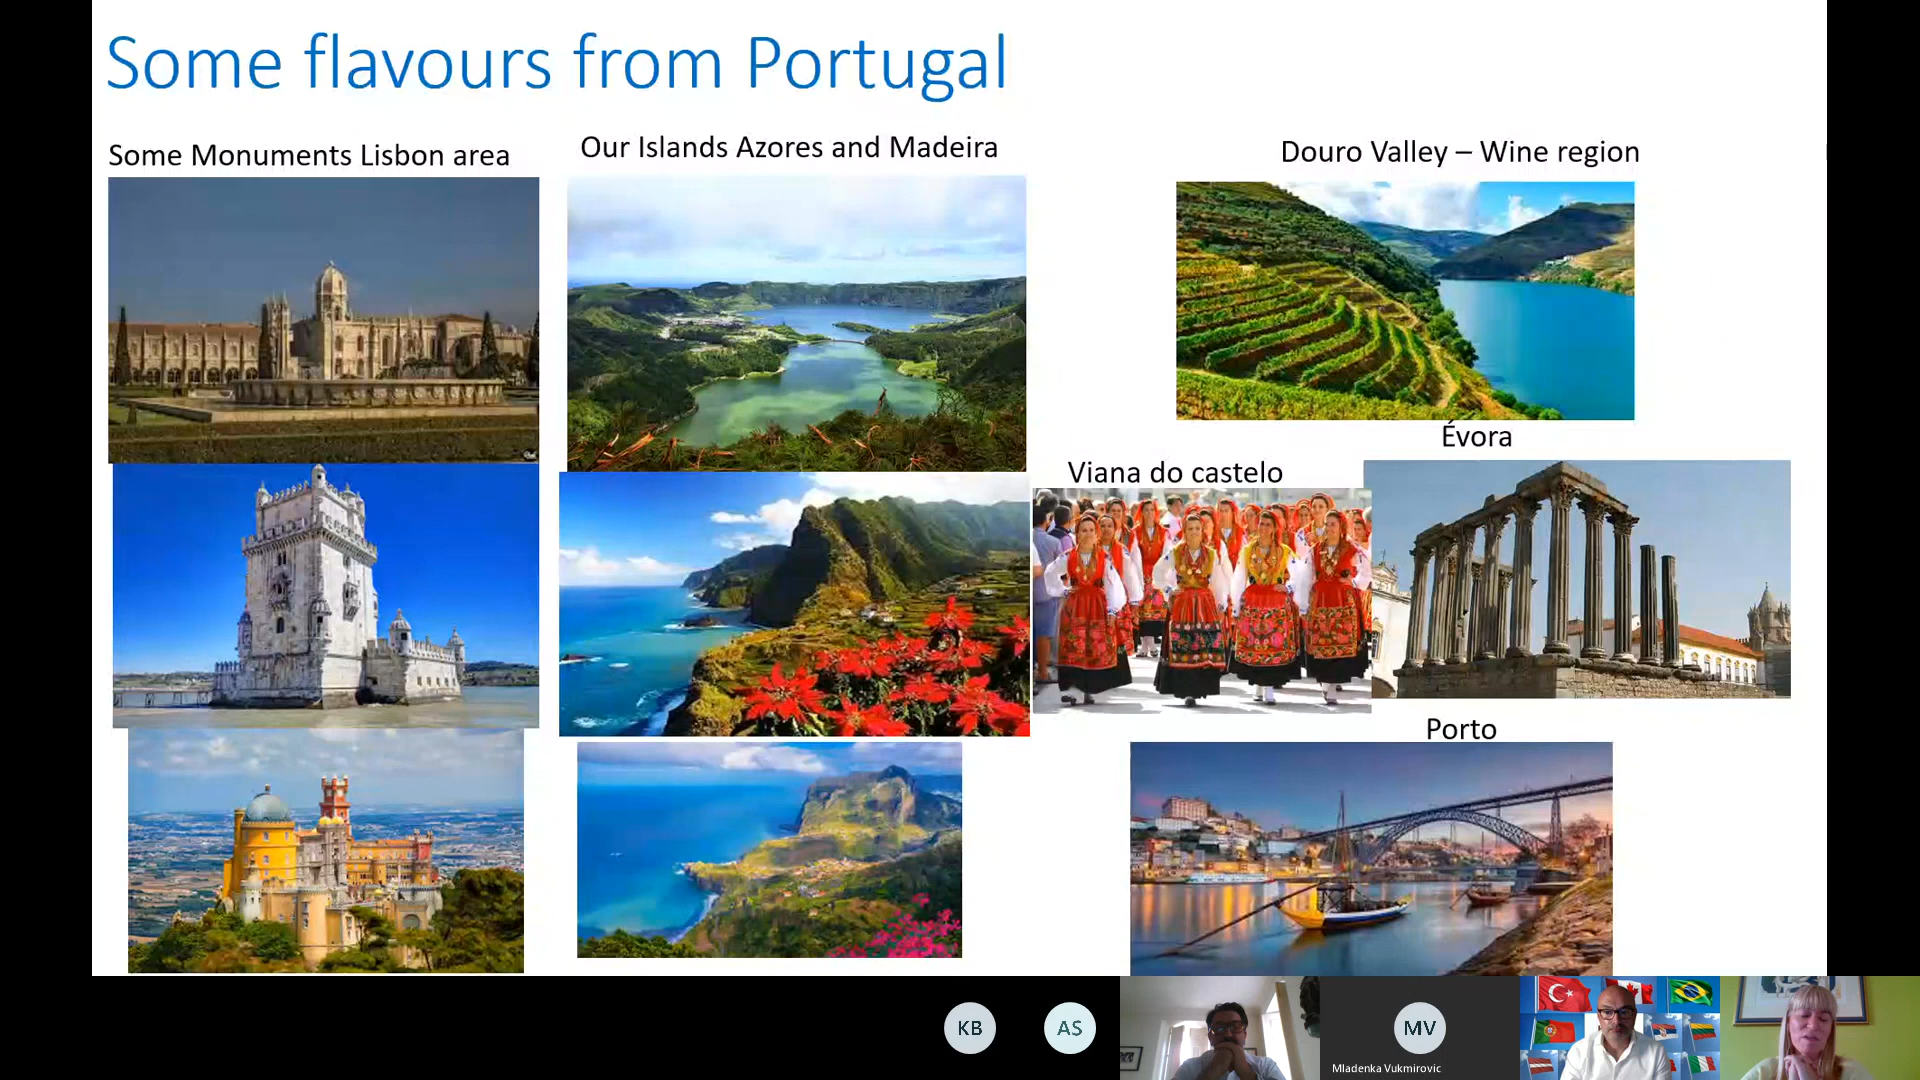 Some flavours from Portugal
Some Monuments Lisbon area
Our Islands Azores and Madeira
Douro Valley – Wine region
Évora
Viana do castelo
Porto
KB
AS
MV
Mladenka Vukmirovic